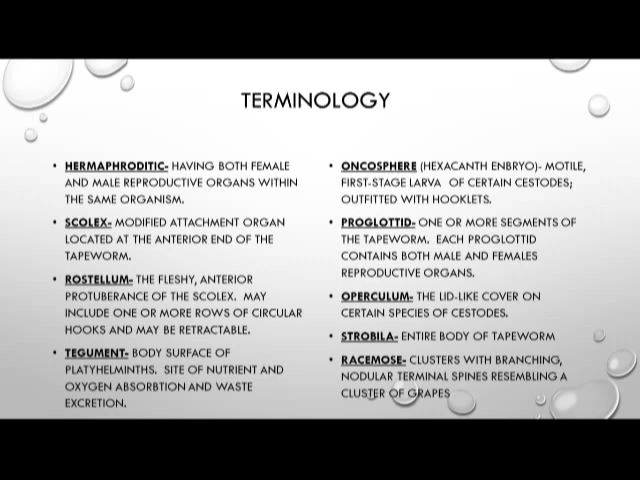 TERMINOLOGY
• HERMAPHRODITIC- HAVING BOTH FEMALE
AND MALE REPRODUCTIVE ORGANS WITHIN
THE SAME ORGANISM.
• SCOLEX- MODIFIED ATTACHMENT ORGAN
LOCATED AT THE ANTERIOR END OF THE
TAPEWORM.
• ROSTELLUM- THE FLESHY, ANTERIOR
PROTUBERANCE OF THE SCOLEX. MAY
INCLUDE ONE OR MORE ROWS OF CIRCULAR
HOOKS AND MAY BE RETRACTABLE.
• TEGUMENT- BODY SURFACE OF
PLATYHELMINTHS. SITE OF NUTRIENT AND
OXYGEN ABSORBTION AND WASTE
EXCRETION.
• ONCOSPHERE (HEXACANTH ENBRYO)- MOTILE,
FIRST-STAGE LARVA OF CERTAIN CESTODES;
OUTFITTED WITH HOOKLETS.
• PROGLOTTID- ONE OR MORE SEGMENTS OF
THE TAPEWORM. EACH PROGLOTTID
CONTAINS BOTH MALE AND FEMALES
REPRODUCTIVE ORGANS.
• OPERCULUM- THE LID-LIKE COVER ON
CERTAIN SPECIES OF CESTODES.
• STROBILA- ENTIRE BODY OF TAPEWORM
• RACEMOSE- CLUSTERS WITH BRANCHING,
NODULAR TERMINAL SPINES RESEMBLING A
CLUSTER OF GRAPES